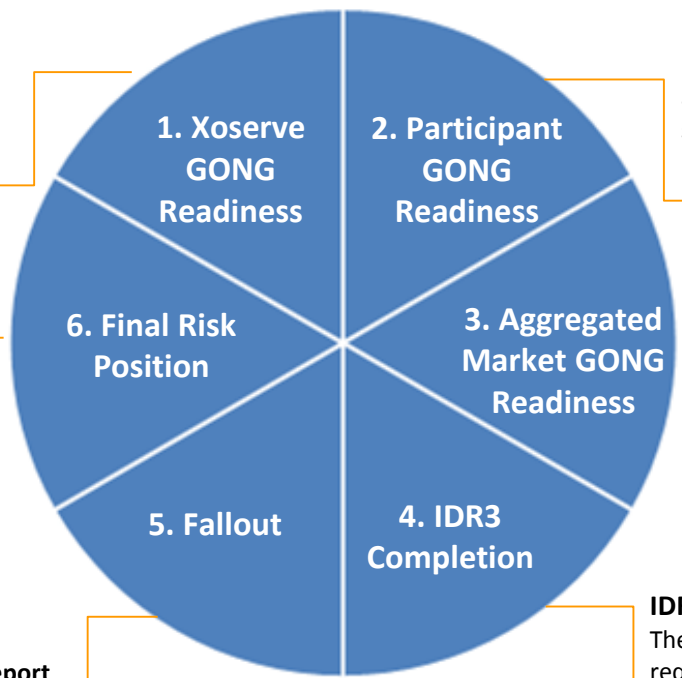 1. Xoserve
GONG
Readiness
2. Participant
GONG
Readiness
3. Aggregated
Market GONG
Readiness
4. IDR3
Completion
5. Fallout
6. Final Risk
Position
The